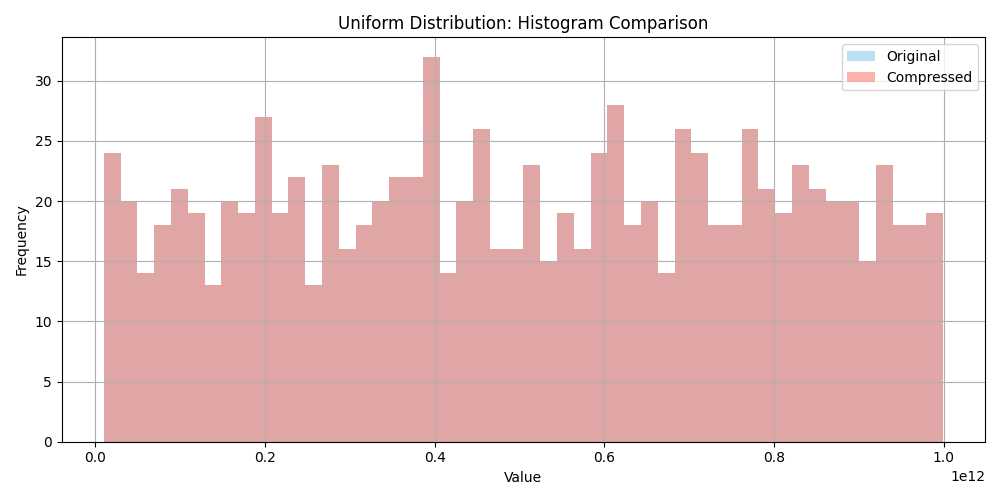 Uniform Distribution: Histogram Comparison
Original
Compressed
Frequency
30
25
20
15
10
5
0
0.0 0.2 0.4 0.6 0.8 1.0
1e12
Value